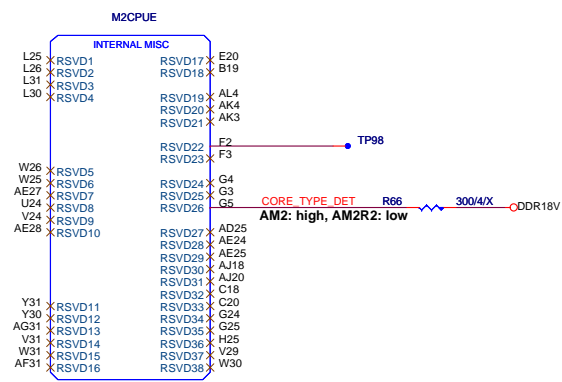 M2CPUE
INTERNAL MISC
L25 RSVD1 RSVD17 E20
L26 RSVD2 RSVD18 B19
L31 RSVD3
L30 RSVD4 RSVD19 AL4
RSVD20 AK4
RSVD21 AK3
RSVD22 F2 TP98
RSVD23 F3
W26 RSVD5
W25 RSVD6 RSVD24 G4
AE27 RSVD7 RSVD25 G3
U24 RSVD8 RSVD26 G5 CORE_TYPE_DET R66 300/4/X DDR18V
AM2: high, AM2R2: low
V24 RSVD9
AE28 RSVD10 RSVD27 AD25
RSVD28 AE24
RSVD29 AE25
RSVD30 AJ18
RSVD31 AJ20
RSVD32 C18
Y31 RSVD11 RSVD33 C20
Y30 RSVD12 RSVD34 G24
AG31 RSVD13 RSVD35 G25
V31 RSVD14 RSVD36 H25
W31 RSVD15 RSVD37 V29
AF31 RSVD16 RSVD38 W30